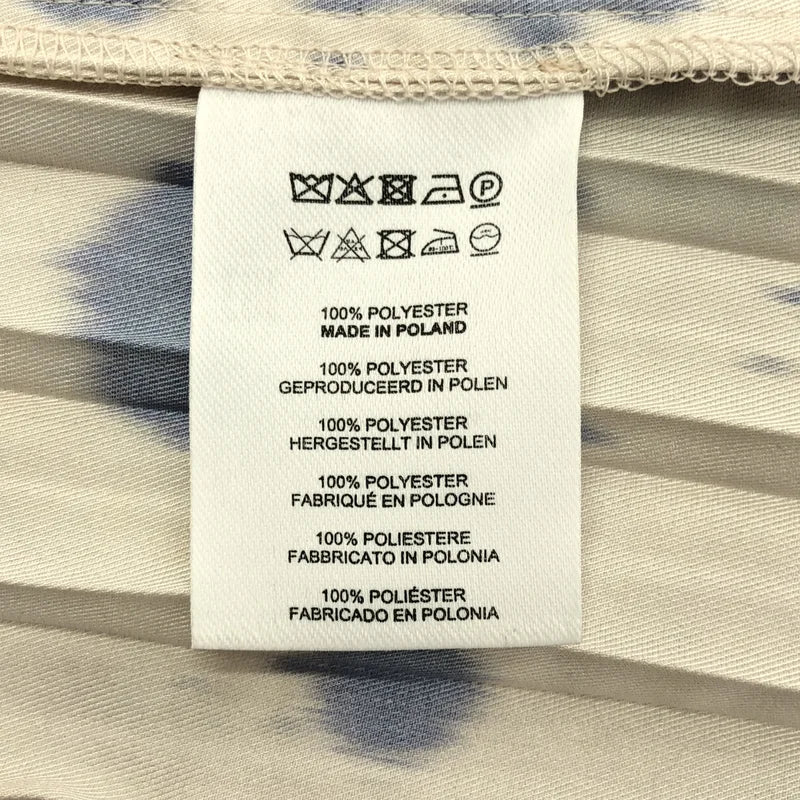 P
100% POLYESTER
MADE IN POLAND
100% POLYESTER
GEPRODUCEERD IN POLEN
100% POLYESTER
HERGESTELLT IN POLEN
100% POLYESTER
FABRIQUÉ EN POLOGNE
100% POLIESTERE
FABBRICATO IN POLONIA
100% POLIÉSTER
FABRICADO EN POLONIA